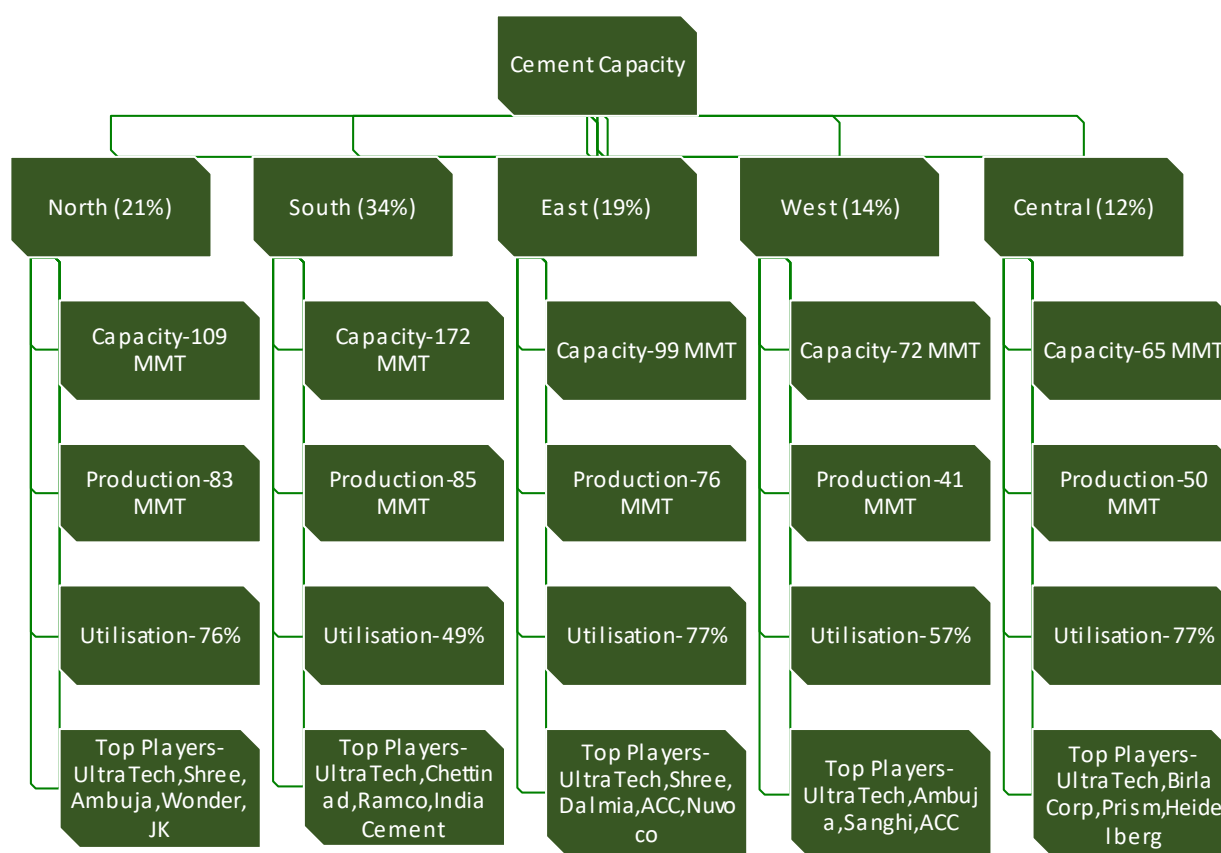 Cement Capacity
North (21%)
South (34%)
East (19%)
West (14%)
Central (12%)
Capacity-109
MMT
Capacity-172
MMT
Capacity-99 MMT
Capacity-72 MMT
Capacity-65 MMT
Production-83
MMT
Production-85
MMT
Production-76
MMT
Production-41
MMT
Production-50
MMT
Utilisation-76%
Utilisation-49%
Utilisation-77%
Utilisation-57%
Utilisation-77%
Top Players-
UltraTech,Shree,
Ambuja,Wonder,
JK
Top Players-
UltraTech,Chettin
ad,Ramco,India
Cement
Top Players-
UltraTech,Shree,
Dalmia,ACC,Nuvo
co
Top Players-
UltraTech,Ambuj
a,Sanghi,ACC
Top Players-
UltraTech,Birla
Corp,Prism,Heide
lberg